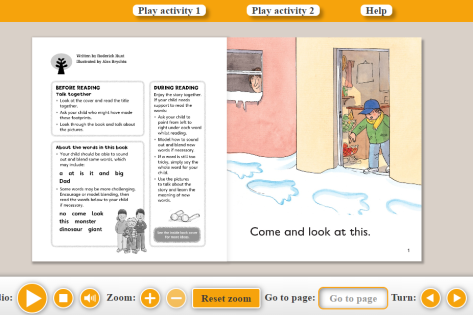 Play activity 1 Play activity 2 Help
Written by Roderick Hunt
Illustrated by Alex Brychta
BEFORE READING
Talk together
• Look at the cover and read the title
together.
• Ask your child who might have made
these footprints.
• Look through the book and talk about
the pictures.
About the words in this book
• Your child should be able to sound
out and blend some words, which
may include:
a at is it and big
Dad
• Some words may be more challenging.
Encourage or model blending, then
read the words below to your child
if necessary.
no come look
this monster
dinosaur giant
DURING READING
Enjoy the story together.
If your child needs
support to read the
words:
• Ask your child to
point from left to
right under each word
whilst reading.
• Model how to sound
out and blend new
words if necessary.
• If a word is still too
tricky, simply say the
whole word for your
child.
• Use the pictures
to talk about the
story and learn the
meaning of new
words.
See the inside back cover
for more ideas.
Come and look at this.
1
dio: Zoom: Reset zoom Go to page: Go to page Turn: